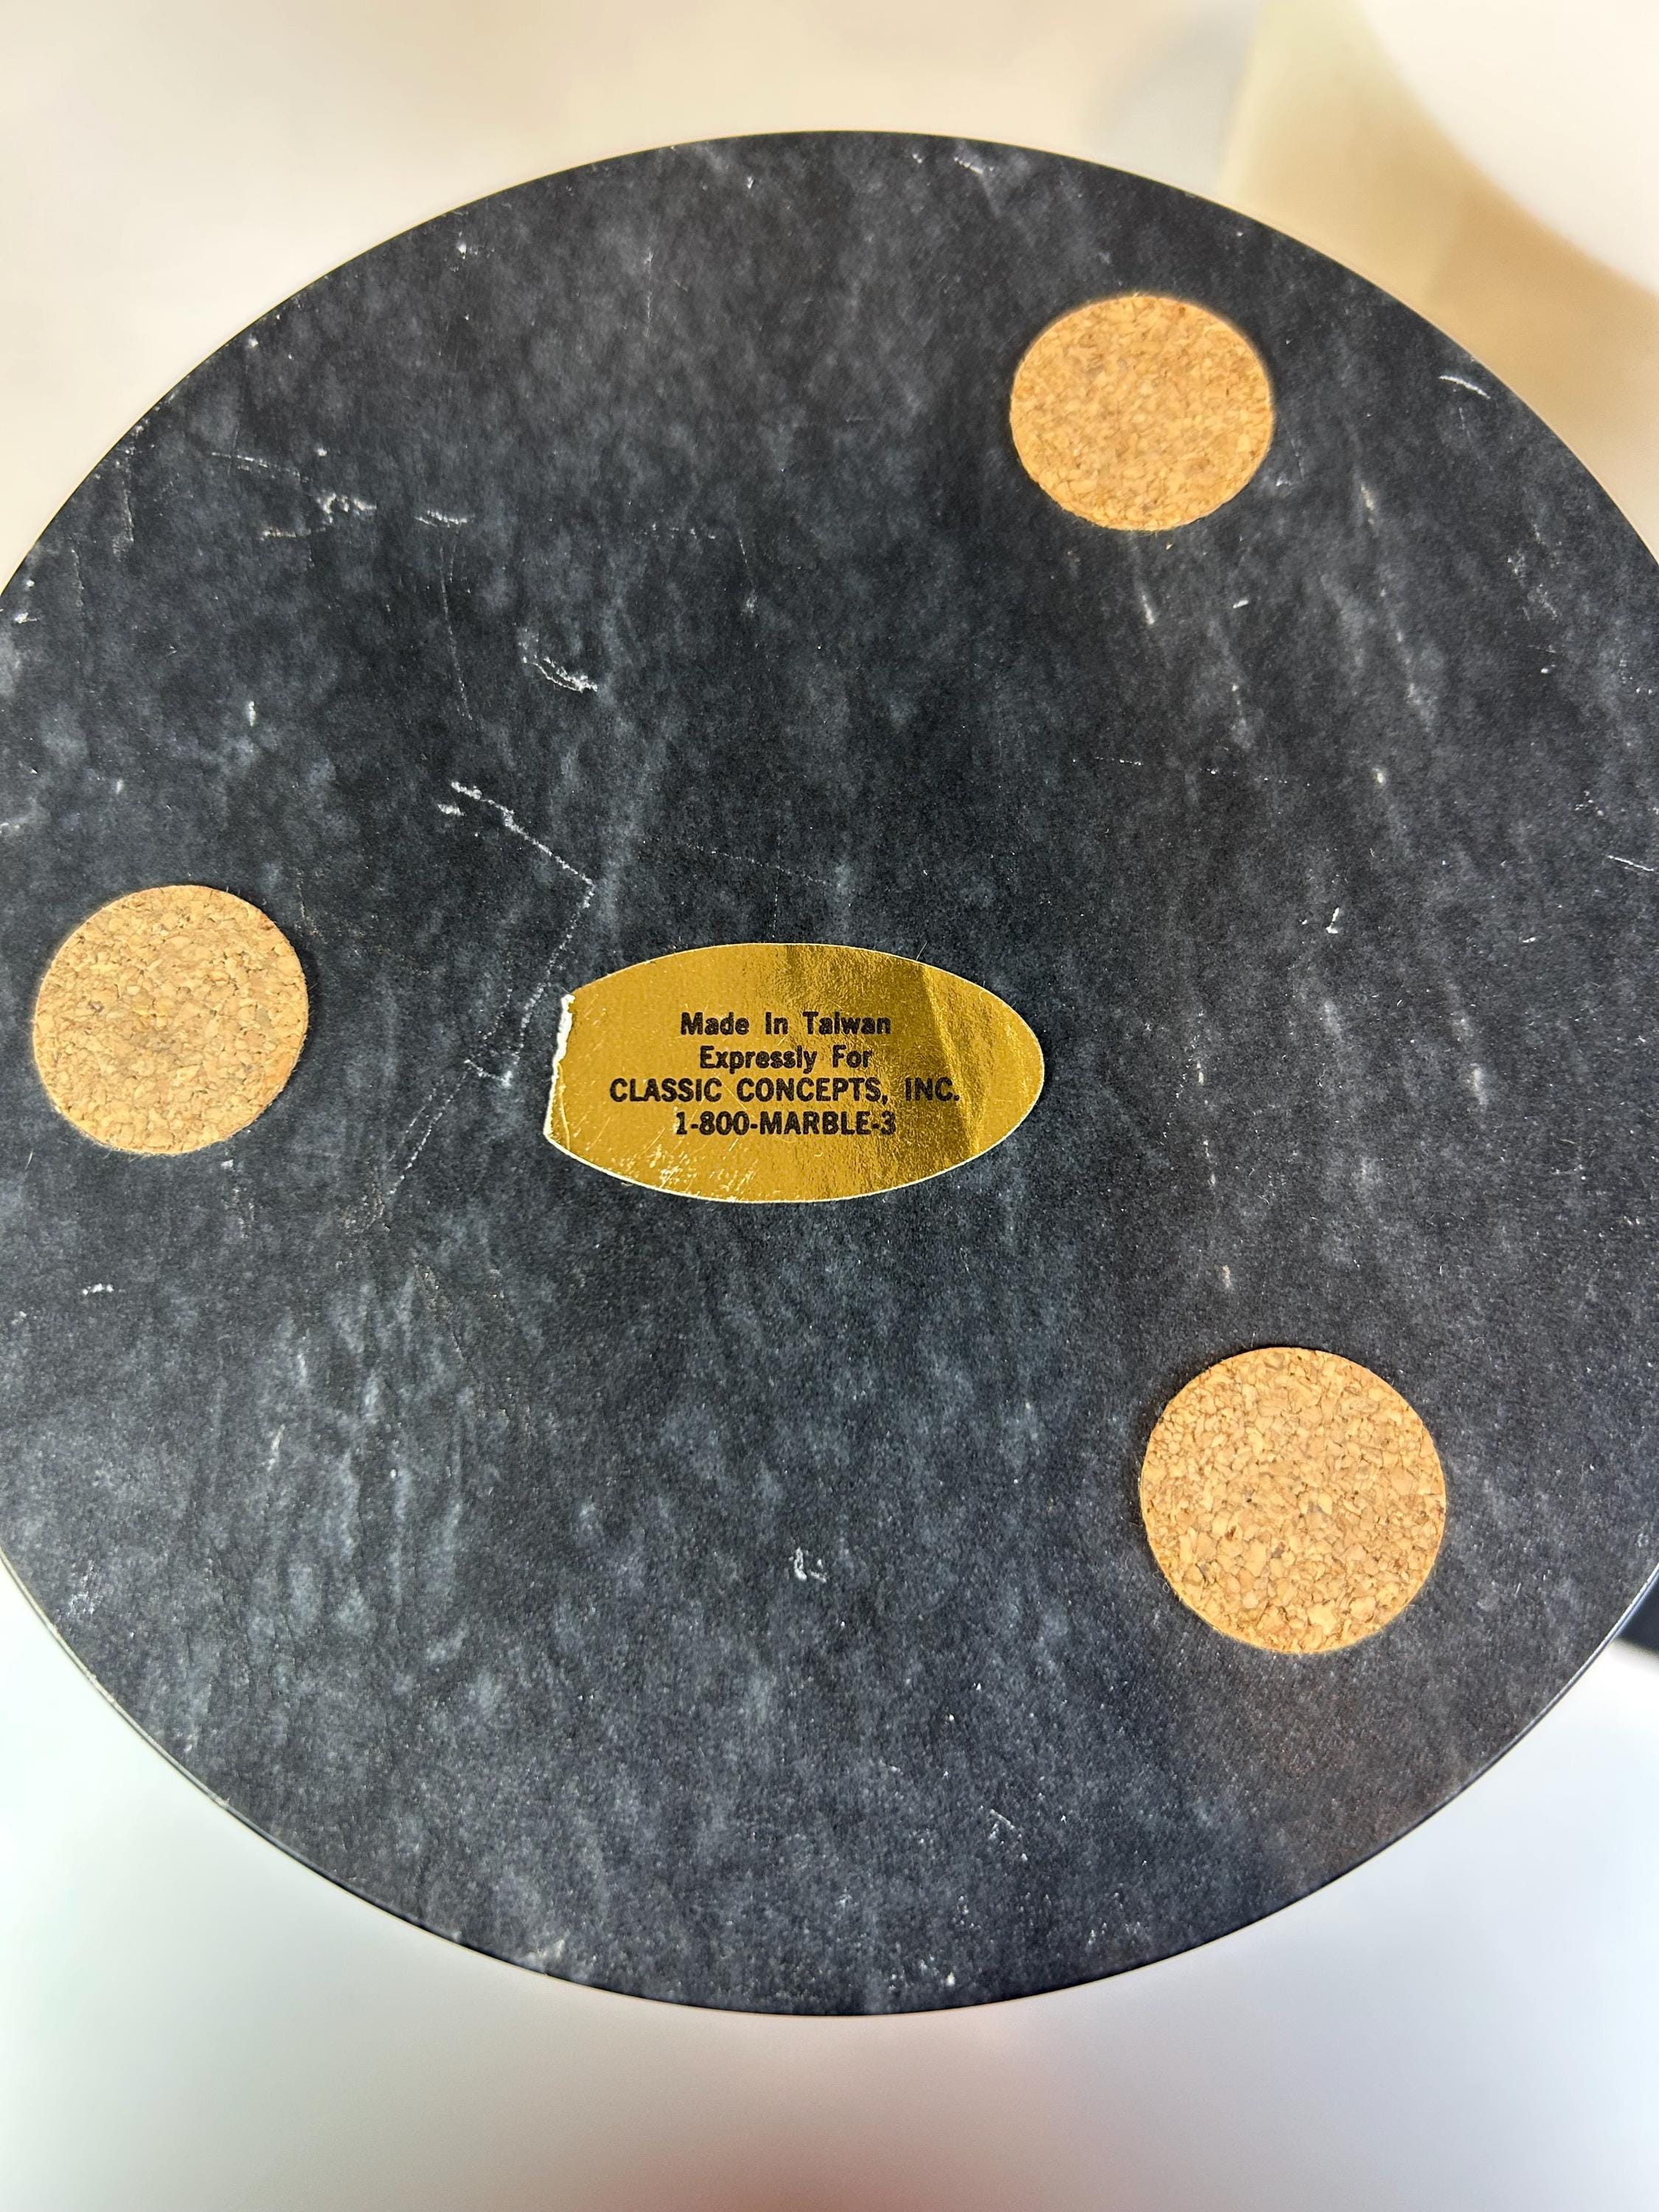 Made In Taiwan
Expressly For
CLASSIC CONCEPTS, INC.
1-800-MARBLE-3